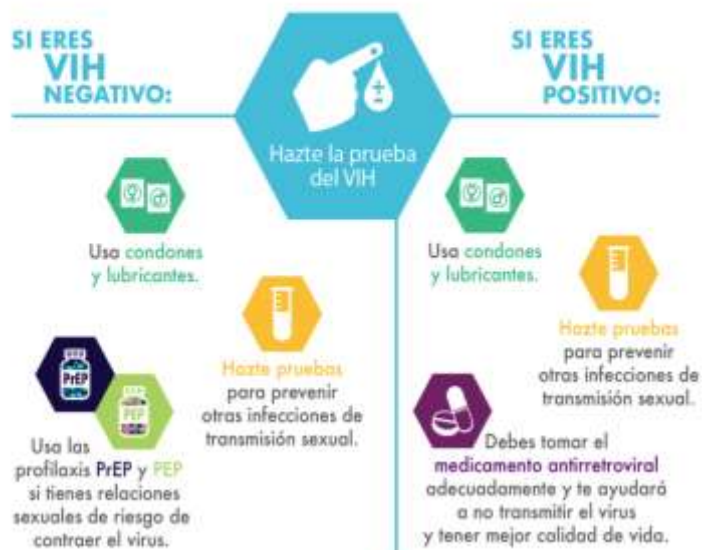 SI ERES
VIH
NEGATIVO:
Hazte la prueba
del VIH
SI ERES
VIH
POSITIVO:
Usa condones
y lubricantes.
Hazte pruebas
para prevenir
otras infecciones de
transmisión sexual.
PrEP
PEP
Usa las
profilaxis PrEP y PEP
si tienes relaciones
sexuales de riesgo de
contraer el virus.
Usa condones
y lubricantes.
Hazte pruebas
para prevenir
otras infecciones de
transmisión sexual.
Debes tomar el
medicamento antirretroviral
adecuadamente y te ayudará
a no transmitir el virus
y tener mejor calidad de vida.